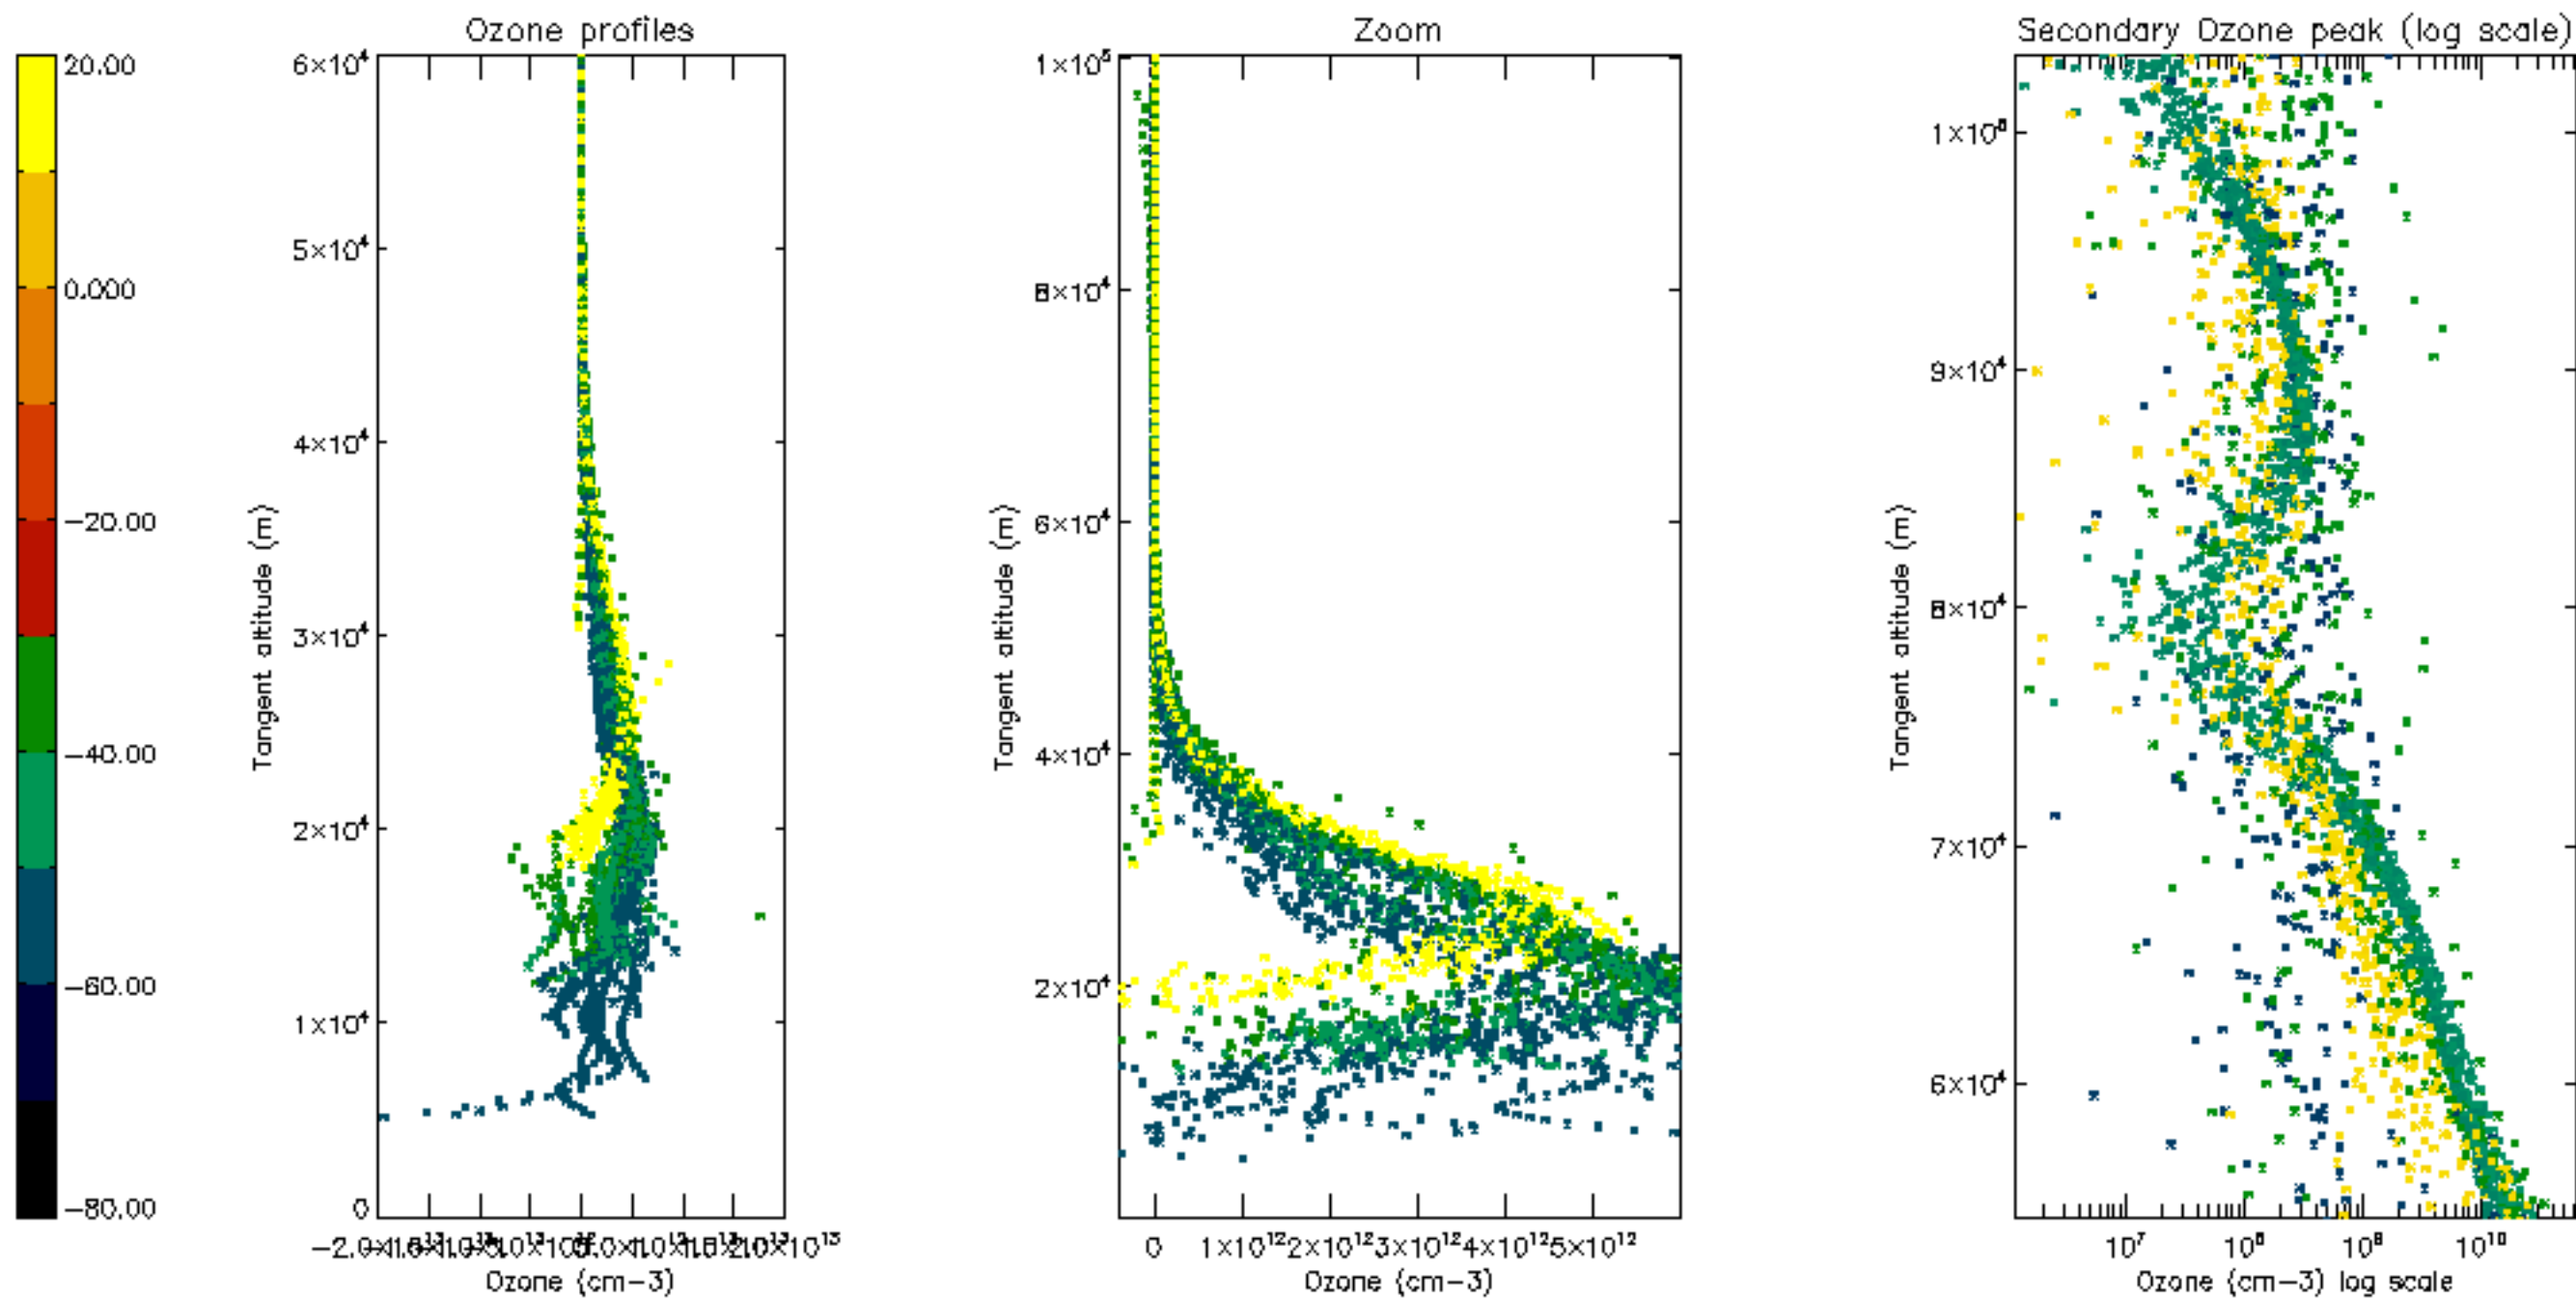 Ozone profiles
Zoom
Secondary Ozone peak (log scale)
20.00
0.000
−20.00
−40.00
−60.00
−80.00
Tangent altitude (m)
6×10⁴
5×10⁴
4×10⁴
3×10⁴
2×10⁴
1×10⁴
0
Ozone (cm−3)
Tangent altitude (m)
1×10⁵
8×10⁴
6×10⁴
4×10⁴
2×10⁴
0 1×10¹² 2×10¹² 3×10¹² 4×10¹² 5×10¹²
Ozone (cm−3)
Tangent altitude (m)
1×10⁵
9×10⁴
8×10⁴
7×10⁴
6×10⁴
10⁷ 10⁸ 10⁹ 10¹⁰
Ozone (cm−3) log scale